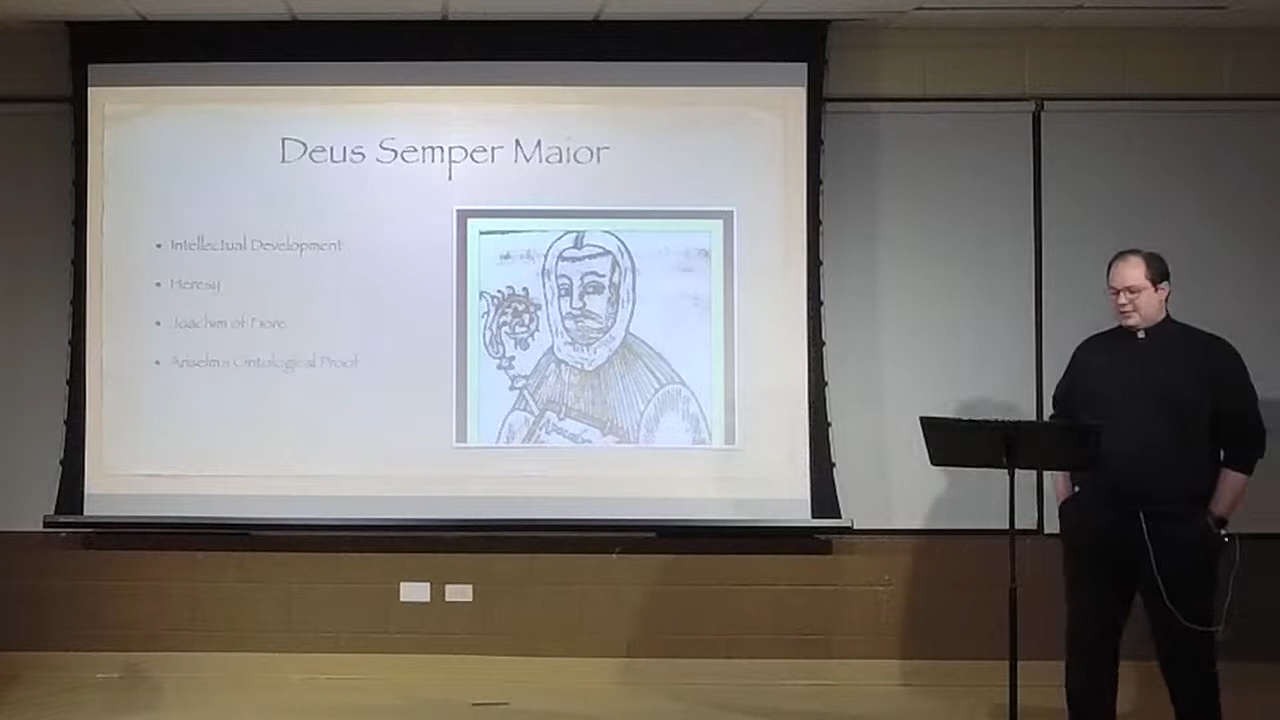 Deus Semper Maior
• Intellectual Development
• Heresy
• Joachim of Fiore
• Anselm's Ontological Proof